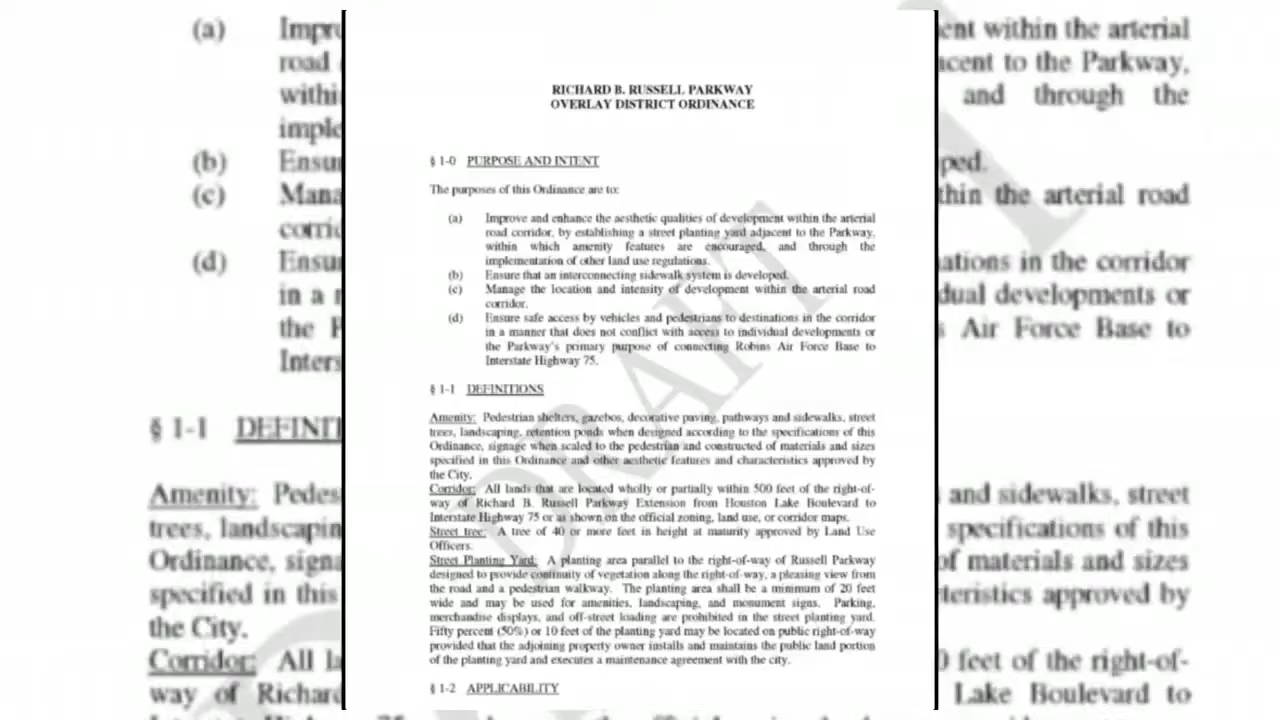 RICHARD B. RUSSELL PARKWAY
OVERLAY DISTRICT ORDINANCE
§ 1-0 PURPOSE AND INTENT
The purposes of this Ordinance are to:
(a) Improve and enhance the aesthetic qualities of development within the arterial
road corridor, by establishing a street planting yard adjacent to the Parkway,
within which amenity features are encouraged, and through the
implementation of other land use regulations.
(b) Ensure that an interconnecting sidewalk system is developed.
(c) Manage the location and intensity of development within the arterial road
corridor.
(d) Ensure safe access by vehicles and pedestrians to destinations in the corridor
in a manner that does not conflict with access to individual developments or
the Parkway's primary purpose of connecting Robins Air Force Base to
Interstate Highway 75.
§ 1-1 DEFINITIONS
Amenity: Pedestrian shelters, gazebos, decorative paving, pathways and sidewalks, street
trees, landscaping, retention ponds when designed according to the specifications of this
Ordinance, signage when scaled to the pedestrian and constructed of materials and sizes
specified in this Ordinance and other aesthetic features and characteristics approved by
the City.
Corridor: All lands that are located wholly or partially within 500 feet of the right-of-
way of Richard B. Russell Parkway Extension from Houston Lake Boulevard to
Interstate Highway 75 or as shown on the official zoning, land use, or corridor maps.
Street tree: A tree of 40 or more feet in height at maturity approved by Land Use
Officers.
Street Planting Yard: A planting area parallel to the right-of-way of Russell Parkway
designed to provide continuity of vegetation along the right-of-way, a pleasing view from
the road and a pedestrian walkway. The planting area shall be a minimum of 20 feet
wide and may be used for amenities, landscaping, and monument signs. Parking,
merchandise displays, and off-street loading are prohibited in the street planting yard.
Fifty percent (50%) or 10 feet of the planting yard may be located on public right-of-way
provided that the adjoining property owner installs and maintains the public land portion
of the planting yard and executes a maintenance agreement with the city.
§ 1-2 APPLICABILITY
DRAFT